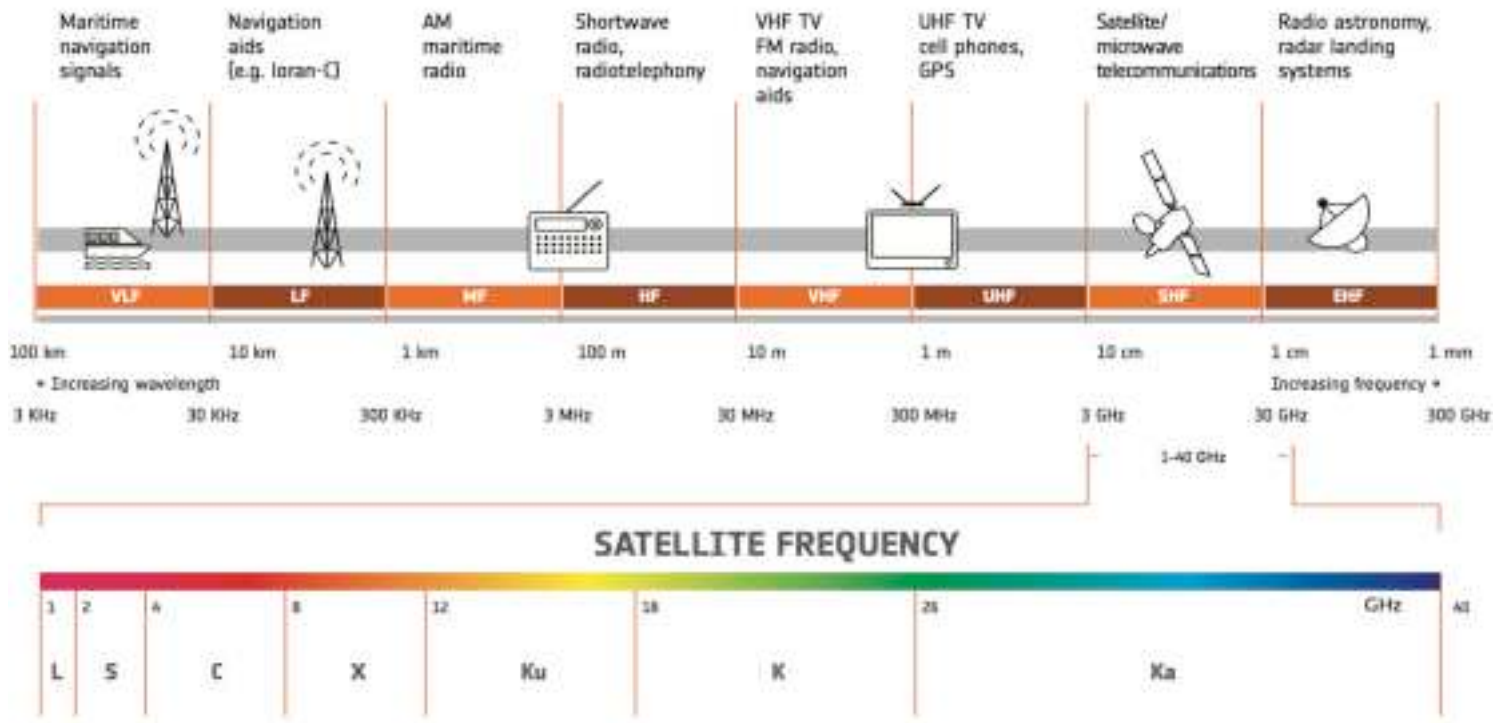 Maritime
navigation
signals
Navigation
aids
(e.g. loran-C)
AM
maritime
radio
Shortwave
radio,
radiotelephony
VHF TV
FM radio,
navigation
aids
UHF TV
cell phones,
GPS
Satellite/
microwave
telecommunications
Radio astronomy,
radar landing
systems
VLF LF MF HF VHF UHF SHF EHF
100 km 10 km 1 km 100 m 10 m 1 m 10 cm 1 cm 1 mm
Increasing wavelength Increasing frequency
3 KHz 30 KHz 300 KHz 3 MHz 30 MHz 300 MHz 3 GHz 30 GHz 300 GHz
1-40 GHz
SATELLITE FREQUENCY
1 2 4 8 12 18 26 GHz 40
L S C X Ku K Ka